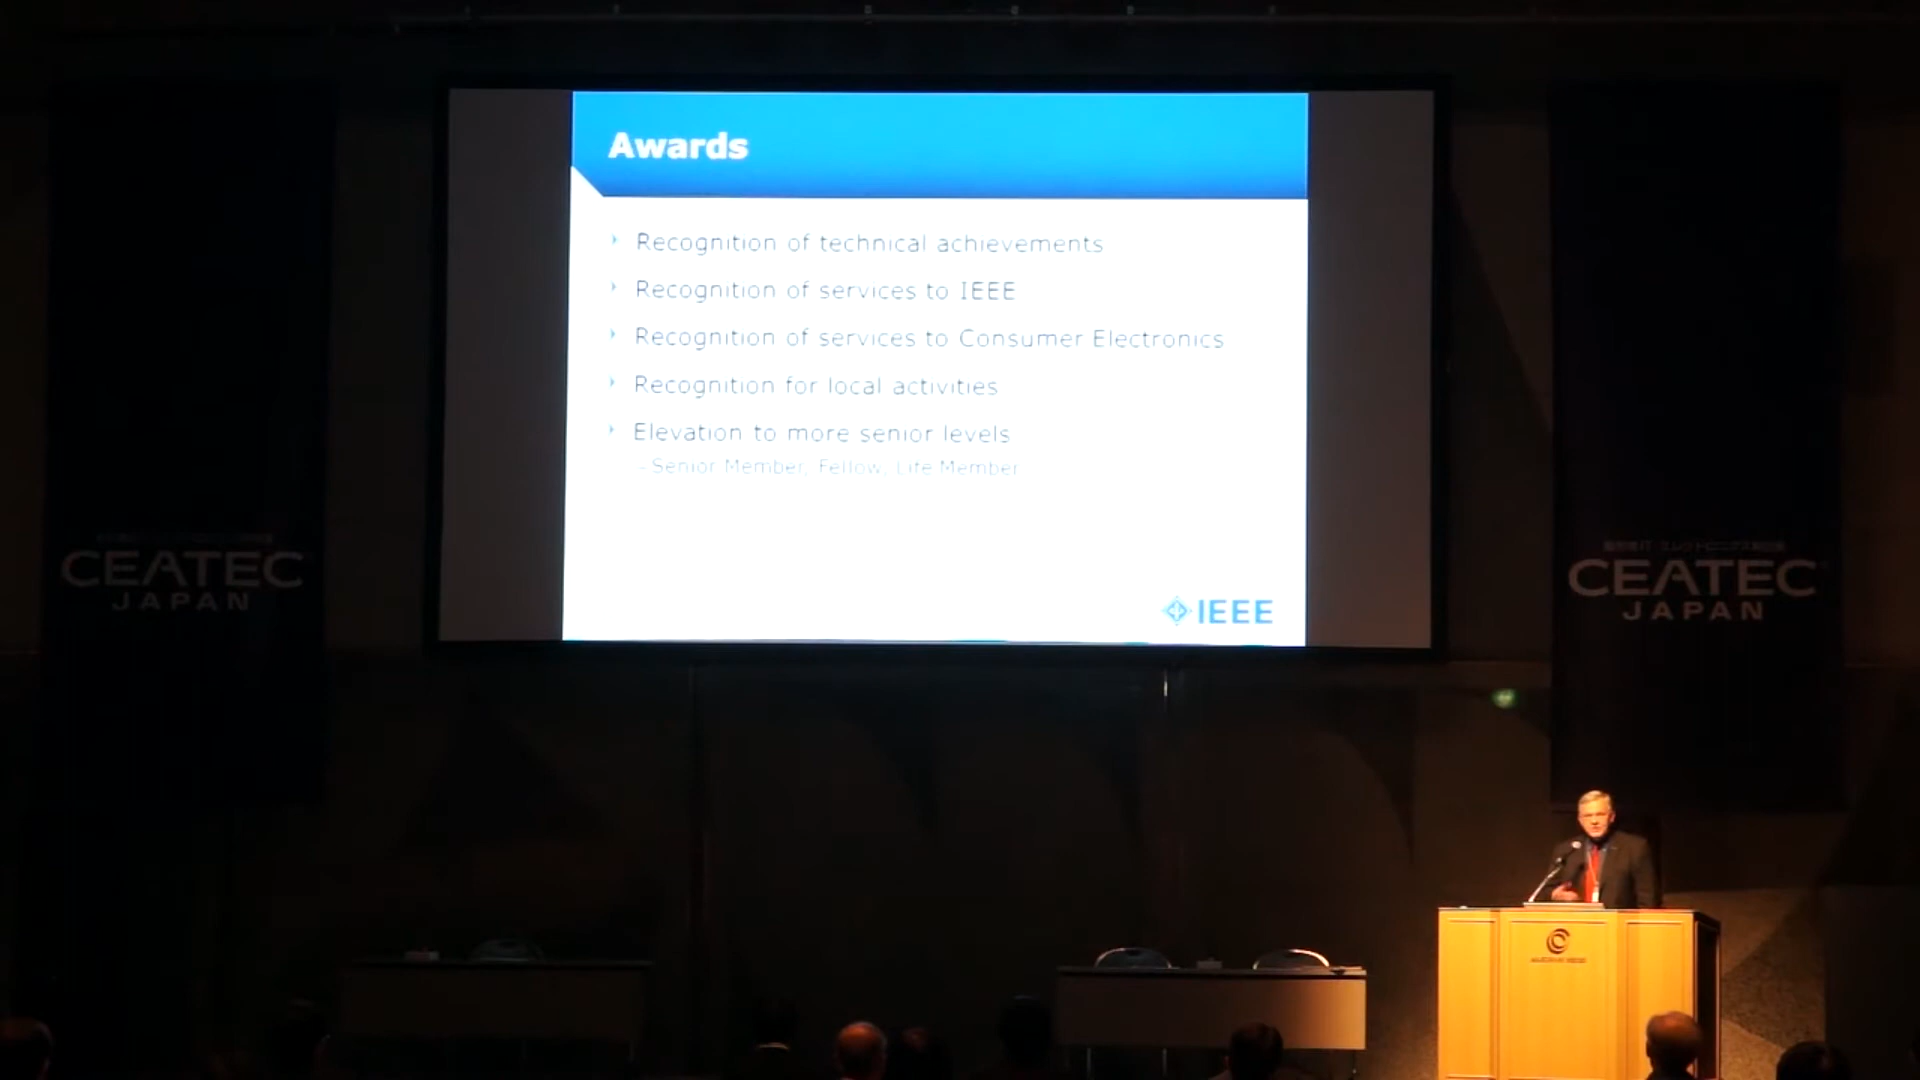 Awards
Recognition of technical achievements
Recognition of services to IEEE
Recognition of services to Consumer Electronics
Recognition for local activities
Elevation to more senior levels
–Senior Member, Fellow, Life Member
IEEE
CEATEC
JAPAN
CEATEC
JAPAN